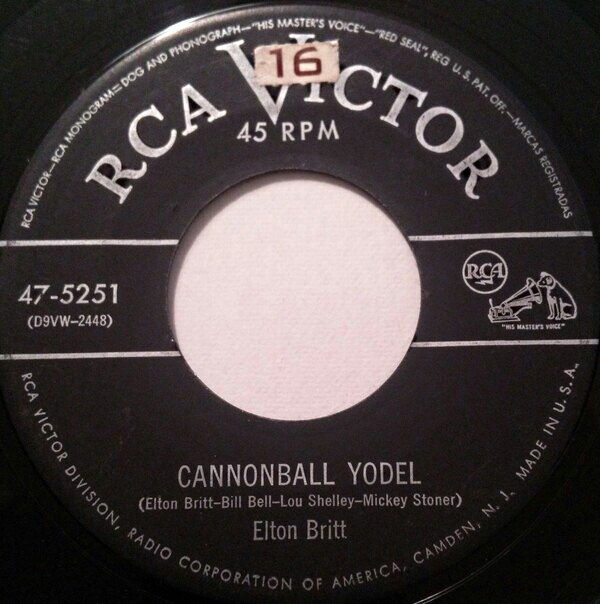 RCA VICTOR—RCA MONOGRAM—DOG AND PHONOGRAPH—"HIS MASTER'S VOICE"—"RED SEAL", REG U.S. PAT. OFF.—MARCAS REGISTRADAS
16
RCA VICTOR
45 RPM
RCA
47-5251
(D9VW-2448)
"HIS MASTER'S VOICE"
CANNONBALL YODEL
(Elton Britt-Bill Bell-Lou Shelley-Mickey Stoner)
Elton Britt
RCA VICTOR DIVISION, RADIO CORPORATION OF AMERICA, CAMDEN, N. J. MADE IN U.S.A.